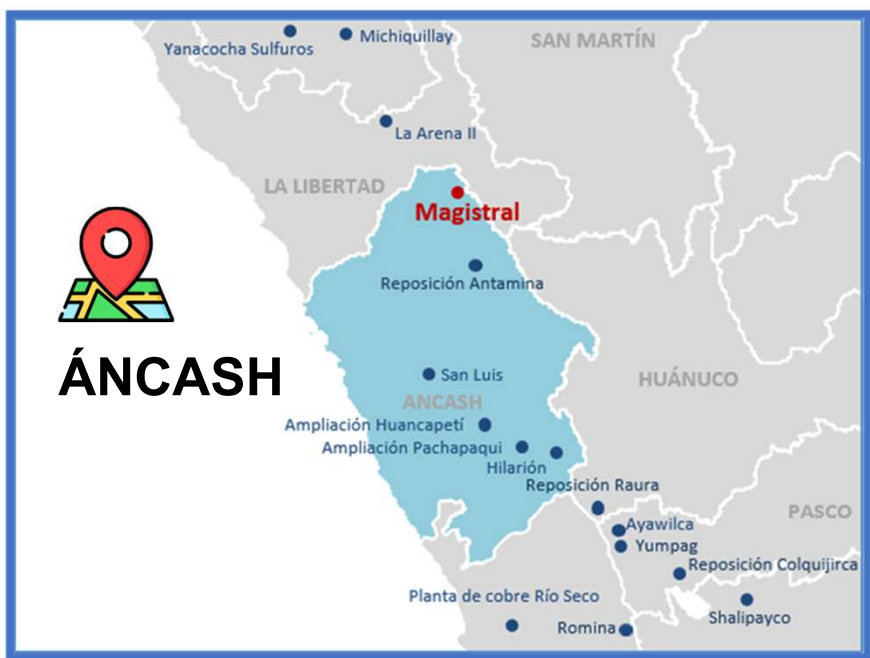 SAN MARTÍN
Michiquillay
Yanacocha Sulfuros
La Arena II
LA LIBERTAD
Magistral
Reposición Antamina
ÁNCASH
San Luis
HUÁNUCO
ANCASH
Ampliación Huancapetí
Ampliación Pachapaqui
Hilarión
Reposición Raura
PASCO
Ayawilca
Yumpag
Reposición Colquijirca
Planta de cobre Río Seco
Shalipayco
Romina